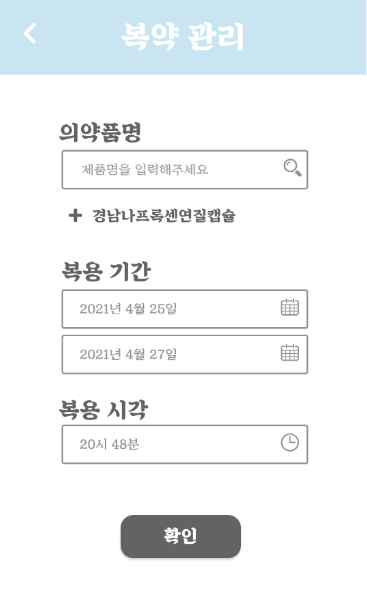 복약 관리
의약품명
제품명을 입력해주세요
+ 경남나프록센연질캡슐
복용 기간
2021년 4월 25일
2021년 4월 27일
복용 시각
20시 48분
확인